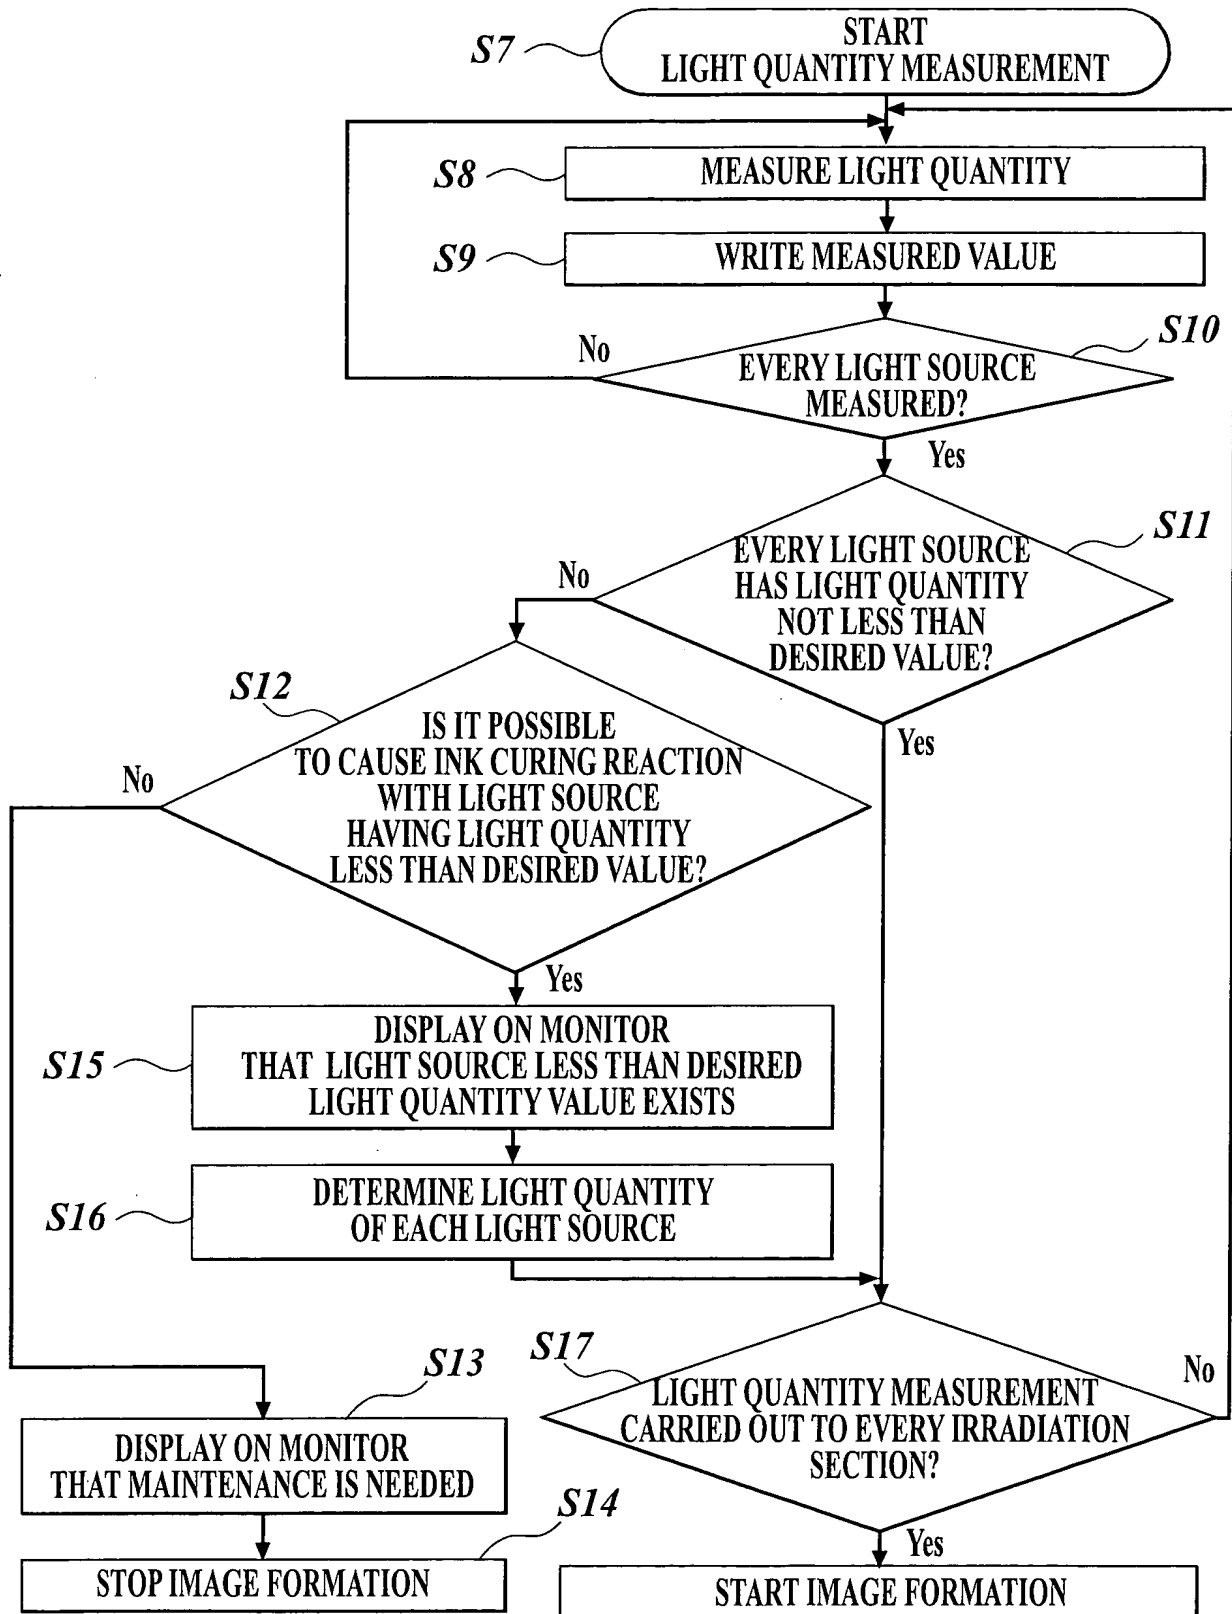 S7
START
LIGHT QUANTITY MEASUREMENT
S8
MEASURE LIGHT QUANTITY
S9
WRITE MEASURED VALUE
S10
No
EVERY LIGHT SOURCE
MEASURED?
Yes
S11
No
EVERY LIGHT SOURCE
HAS LIGHT QUANTITY
NOT LESS THAN
DESIRED VALUE?
Yes
S12
No
IS IT POSSIBLE
TO CAUSE INK CURING REACTION
WITH LIGHT SOURCE
HAVING LIGHT QUANTITY
LESS THAN DESIRED VALUE?
Yes
S15
DISPLAY ON MONITOR
THAT LIGHT SOURCE LESS THAN DESIRED
LIGHT QUANTITY VALUE EXISTS
S16
DETERMINE LIGHT QUANTITY
OF EACH LIGHT SOURCE
S17
No
LIGHT QUANTITY MEASUREMENT
CARRIED OUT TO EVERY IRRADIATION
SECTION?
Yes
S13
DISPLAY ON MONITOR
THAT MAINTENANCE IS NEEDED
S14
STOP IMAGE FORMATION
START IMAGE FORMATION